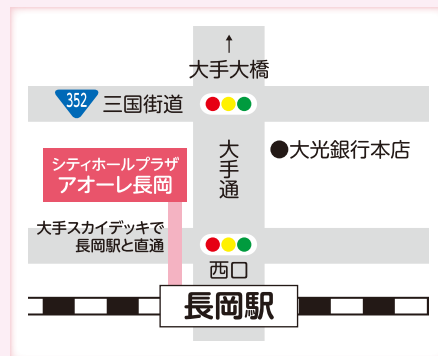 ↑
大手大橋
352
三国街道
大手通
●大光銀行本店
シティホールプラザ
アオーレ長岡
大手スカイデッキで
長岡駅と直通
西口
長岡駅